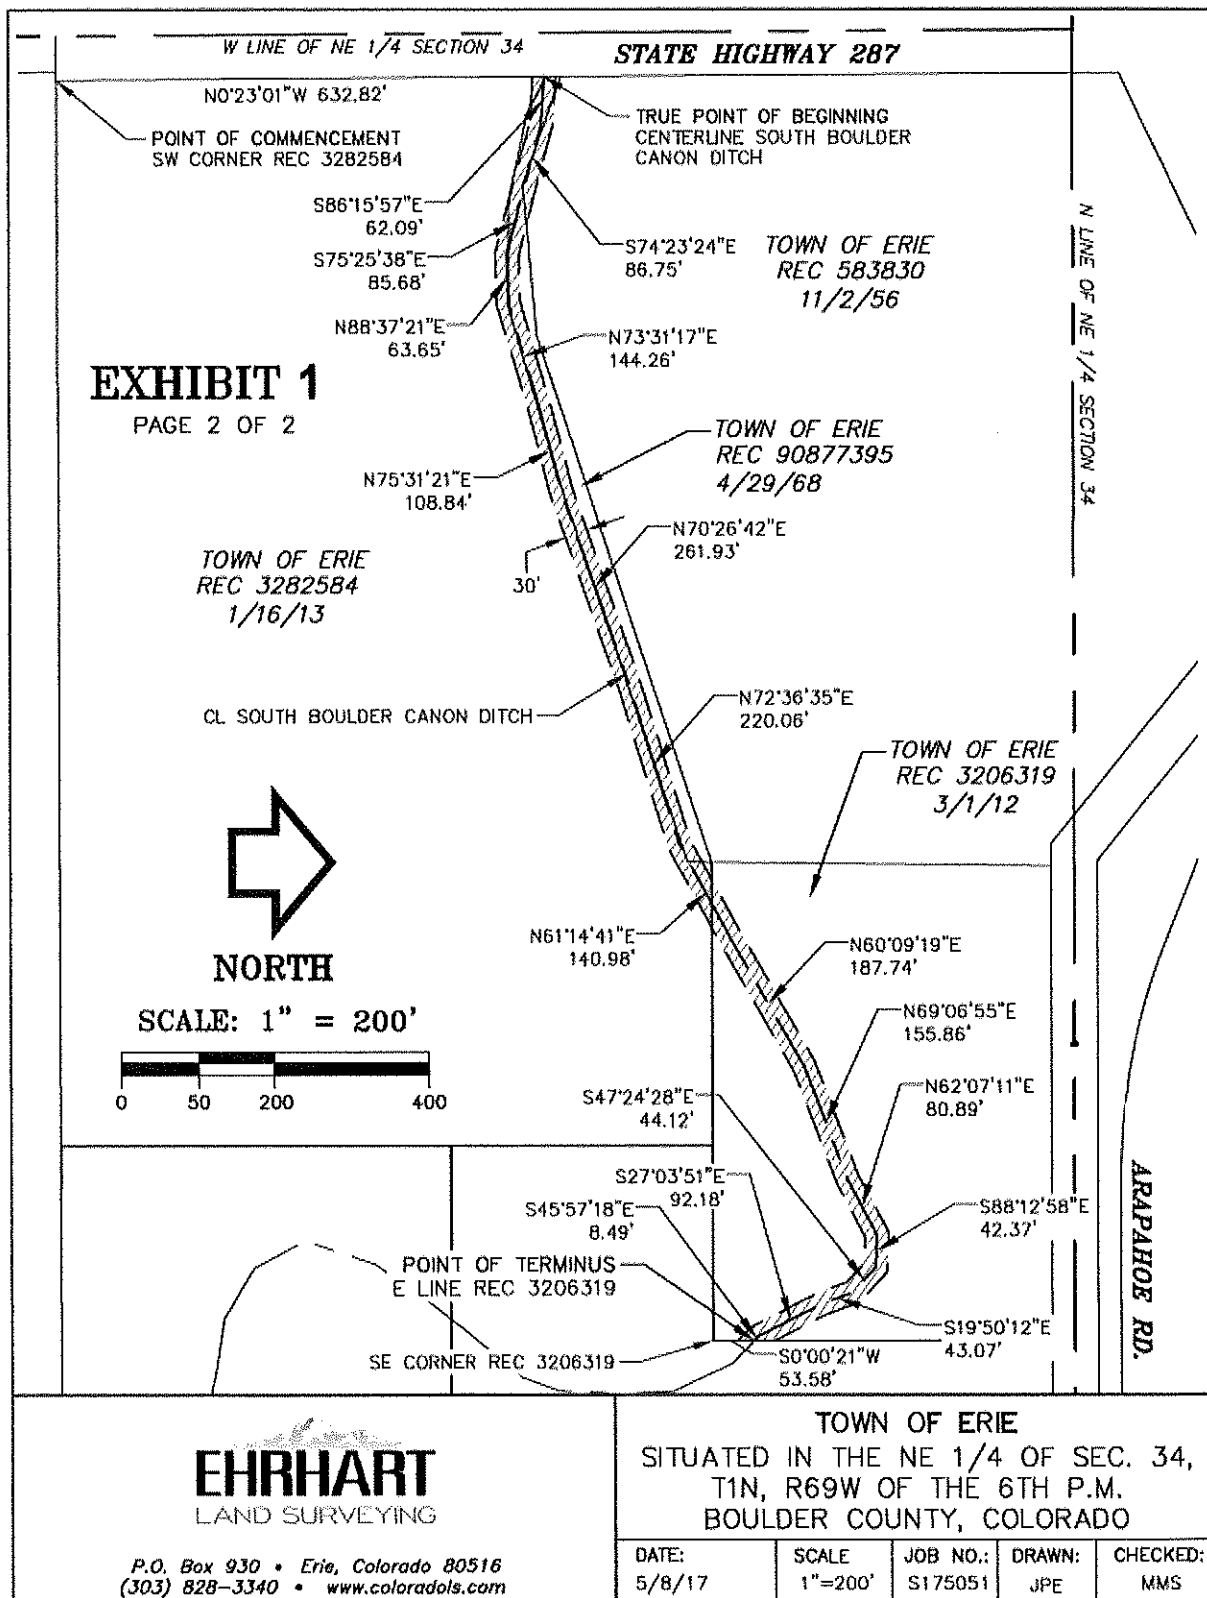 W LINE OF NE 1/4 SECTION 34
STATE HIGHWAY 287
N0°23'01"W 632.82'
POINT OF COMMENCEMENT
SW CORNER REC 3282584
TRUE POINT OF BEGINNING
CENTERLINE SOUTH BOULDER
CANON DITCH
S86°15'57"E
62.09'
S75°25'38"E
85.68'
S74°23'24"E
86.75'
TOWN OF ERIE
REC 583830
11/2/56
N LINE OF NE 1/4 SECTION 34
N88°37'21"E
63.65'
N73°31'17"E
144.26'
EXHIBIT 1
PAGE 2 OF 2
TOWN OF ERIE
REC 90877395
4/29/68
N75°31'21"E
108.84'
N70°26'42"E
261.93'
30'
TOWN OF ERIE
REC 3282584
1/16/13
N72°36'35"E
220.06'
CL SOUTH BOULDER CANON DITCH
TOWN OF ERIE
REC 3206319
3/1/12
NORTH
SCALE: 1" = 200'
0 50 200 400
N61°14'41"E
140.98'
N60°09'19"E
187.74'
N69°06'55"E
155.86'
S47°24'28"E
44.12'
N62°07'11"E
80.89'
S27°03'51"E
92.18'
S45°57'18"E
8.49'
S88°12'58"E
42.37'
POINT OF TERMINUS
E LINE REC 3206319
ARAPAHOE RD.
S19°50'12"E
43.07'
SE CORNER REC 3206319
S0°00'21"W
53.58'
EHRHART
LAND SURVEYING
P.O. Box 930 • Erie, Colorado 80516
(303) 828-3340 • www.coloradols.com
TOWN OF ERIE
SITUATED IN THE NE 1/4 OF SEC. 34,
T1N, R69W OF THE 6TH P.M.
BOULDER COUNTY, COLORADO
DATE:
5/8/17
SCALE
1"=200'
JOB NO.:
S175051
DRAWN:
JPE
CHECKED:
MMS